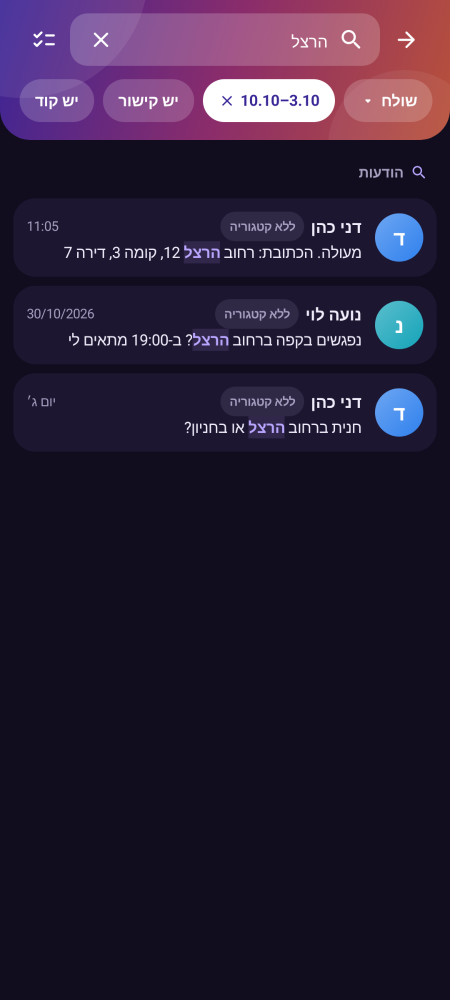 הרצל
שולח
3.10–10.10
יש קישור
יש קוד
הודעות
ד
דני כהן
ללא קטגוריה
11:05
מעולה. הכתובת: רחוב הרצל 12, קומה 3, דירה 7
נ
נועה לוי
ללא קטגוריה
30/10/2026
נפגשים בקפה ברחוב הרצל? ב-19:00 מתאים לי
ד
דני כהן
ללא קטגוריה
יום ג׳
חנית ברחוב הרצל או בחניון?